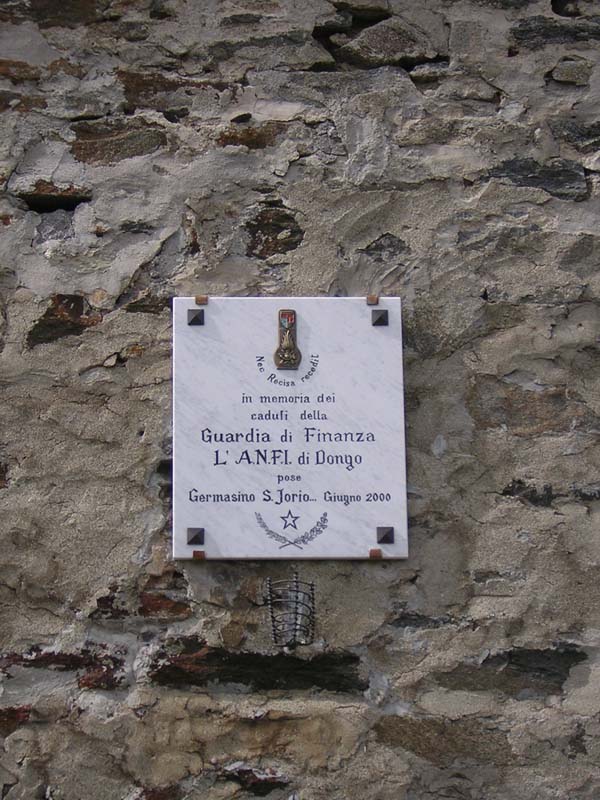 Nec Recisa recedit
in memoria dei
caduti della
Guardia di Finanza
L' A.N.F.I. di Dongo
pose
Germasino S. Jorio... Giugno 2000